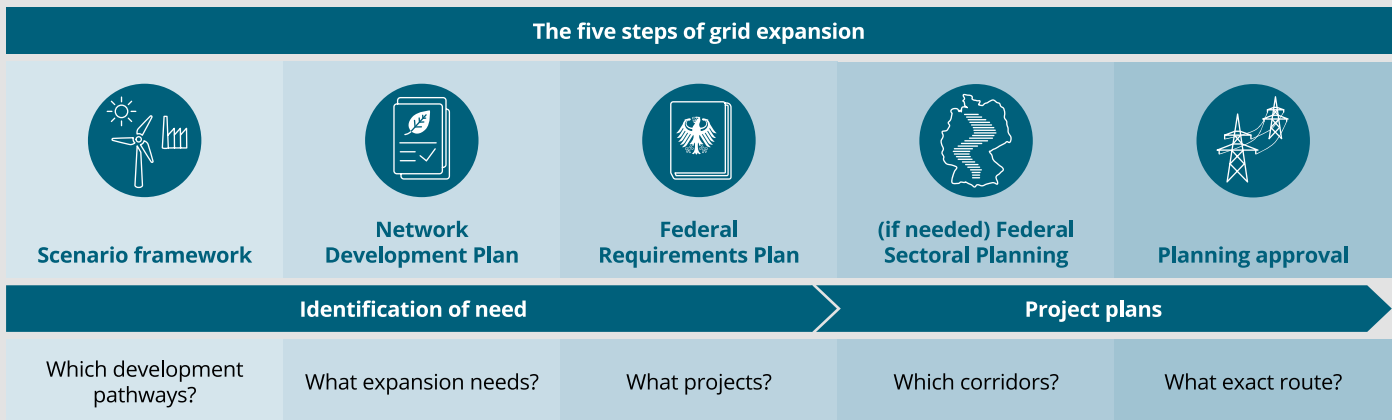 The five steps of grid expansion
Scenario framework
Network
Development Plan
Federal
Requirements Plan
(if needed) Federal
Sectoral Planning
Planning approval
Identification of need
Project plans
Which development
pathways?
What expansion needs?
What projects?
Which corridors?
What exact route?